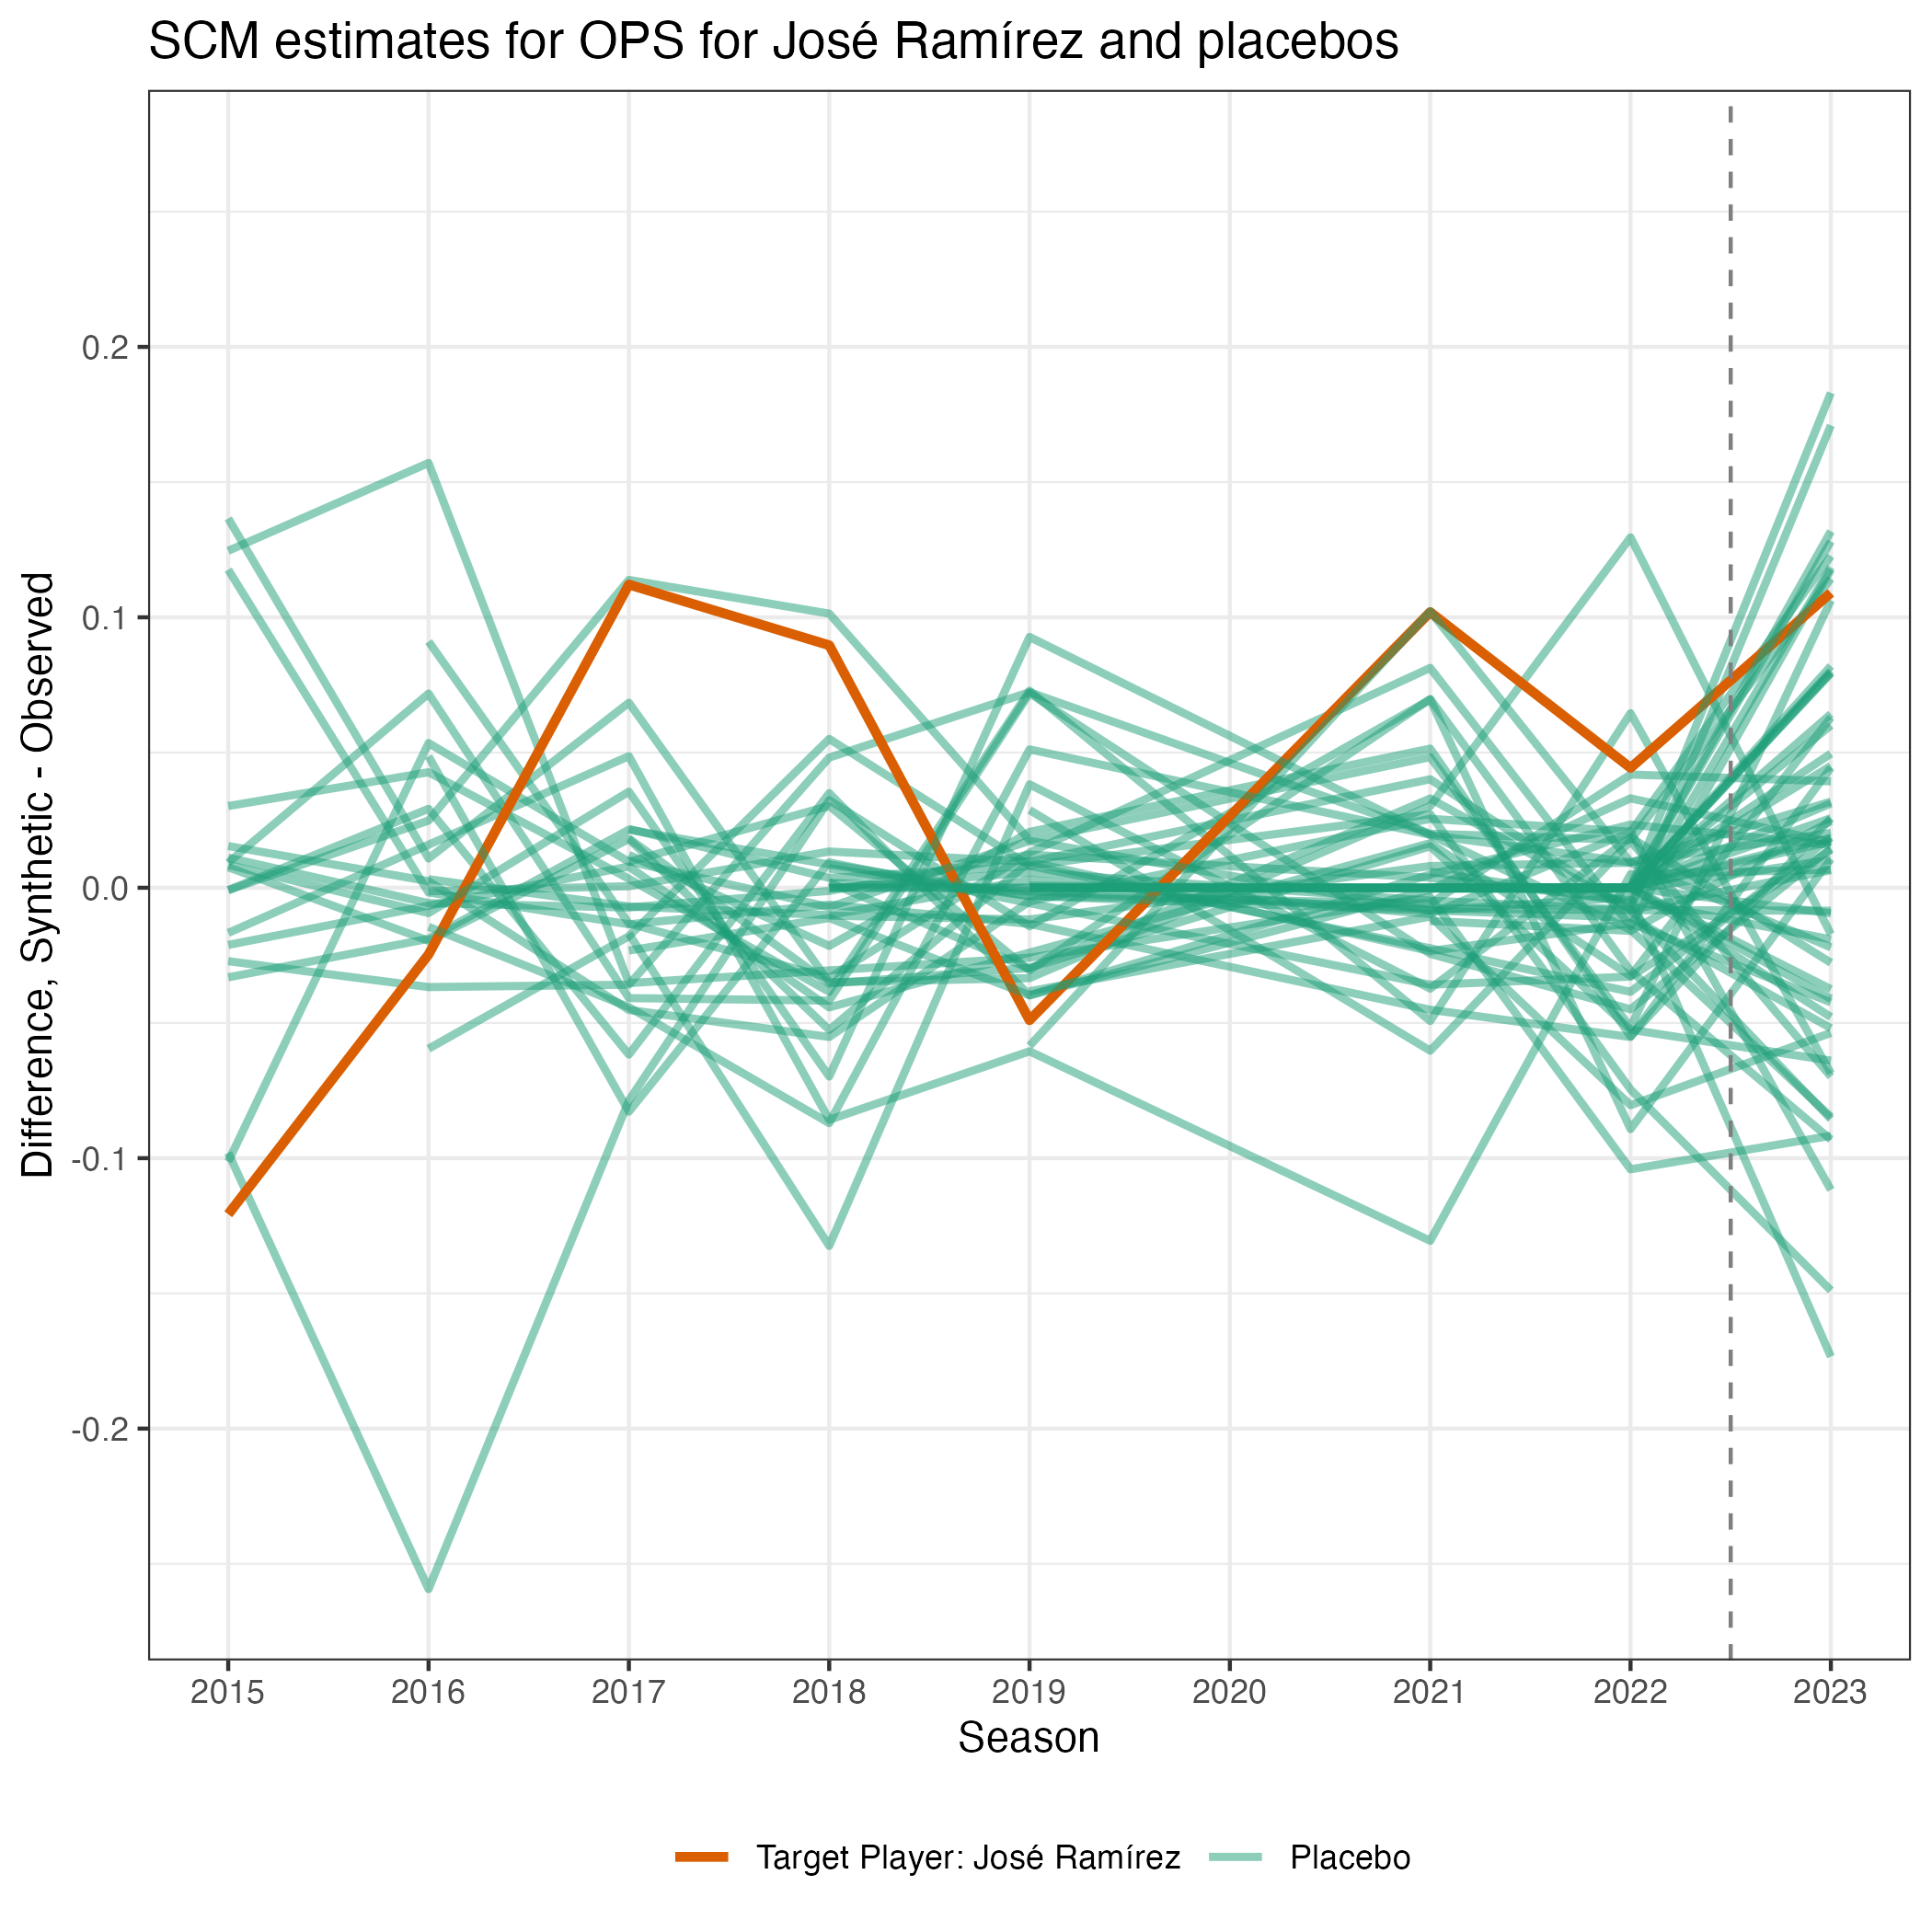 SCM estimates for OPS for José Ramírez and placebos
Difference, Synthetic - Observed
0.2
0.1
0.0
-0.1
-0.2
2015 2016 2017 2018 2019 2020 2021 2022 2023
Season
Target Player: José Ramírez Placebo